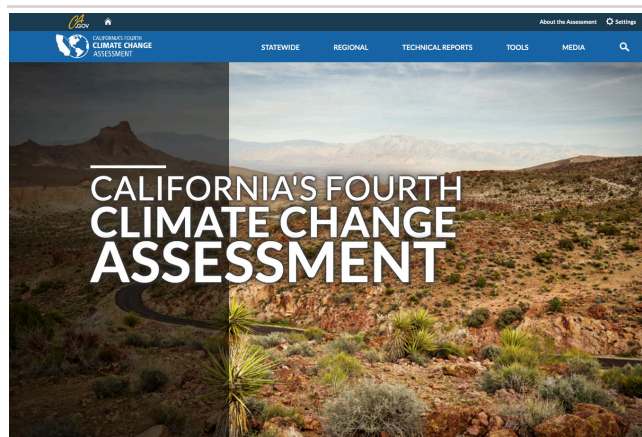 CA.GOV
About the Assessment
Settings
CALIFORNIA'S FOURTH
CLIMATE CHANGE
ASSESSMENT
STATEWIDE
REGIONAL
TECHNICAL REPORTS
TOOLS
MEDIA
CALIFORNIA'S FOURTH
CLIMATE CHANGE
ASSESSMENT